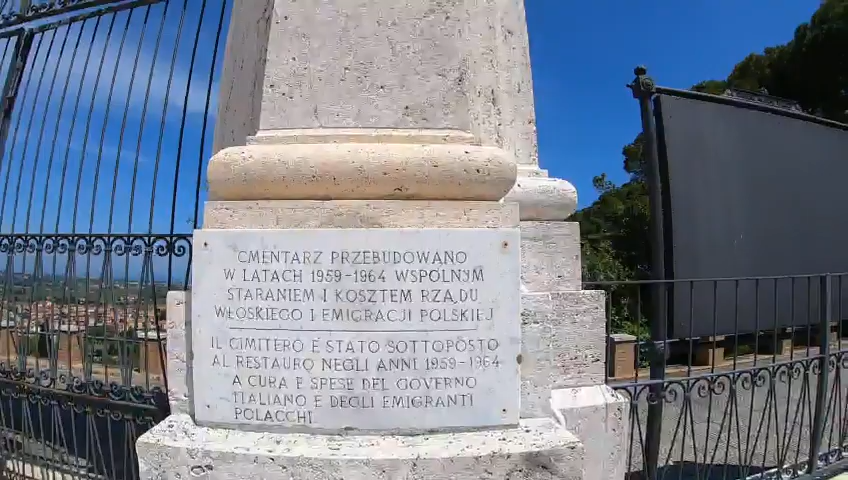 CMENTARZ PRZEBUDOWANO
W LATACH 1959-1964 WSPÓLNYM
STARANIEM I KOSZTEM RZĄDU
WŁOSKIEGO I EMIGRACJI POLSKIEJ
IL CIMITERO È STATO SOTTOPOSTO
AL RESTAURO NEGLI ANNI 1959-1964
A CURA E SPESE DEL GOVERNO
ITALIANO E DEGLI EMIGRANTI
POLACCHI